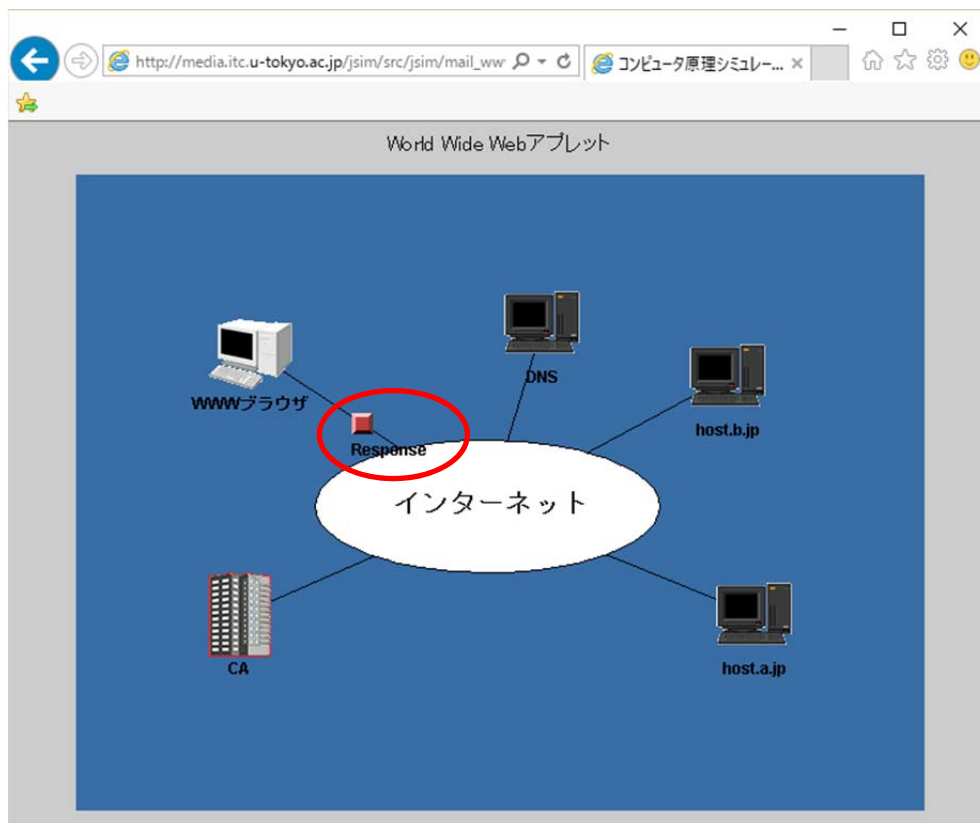 http://media.itc.u-tokyo.ac.jp/jsim/src/jsim/mail_ww
コンピュータ原理シミュレー...
World Wide Webアプレット
DNS
WWWブラウザ
host.b.jp
Response
インターネット
CA
host.a.jp